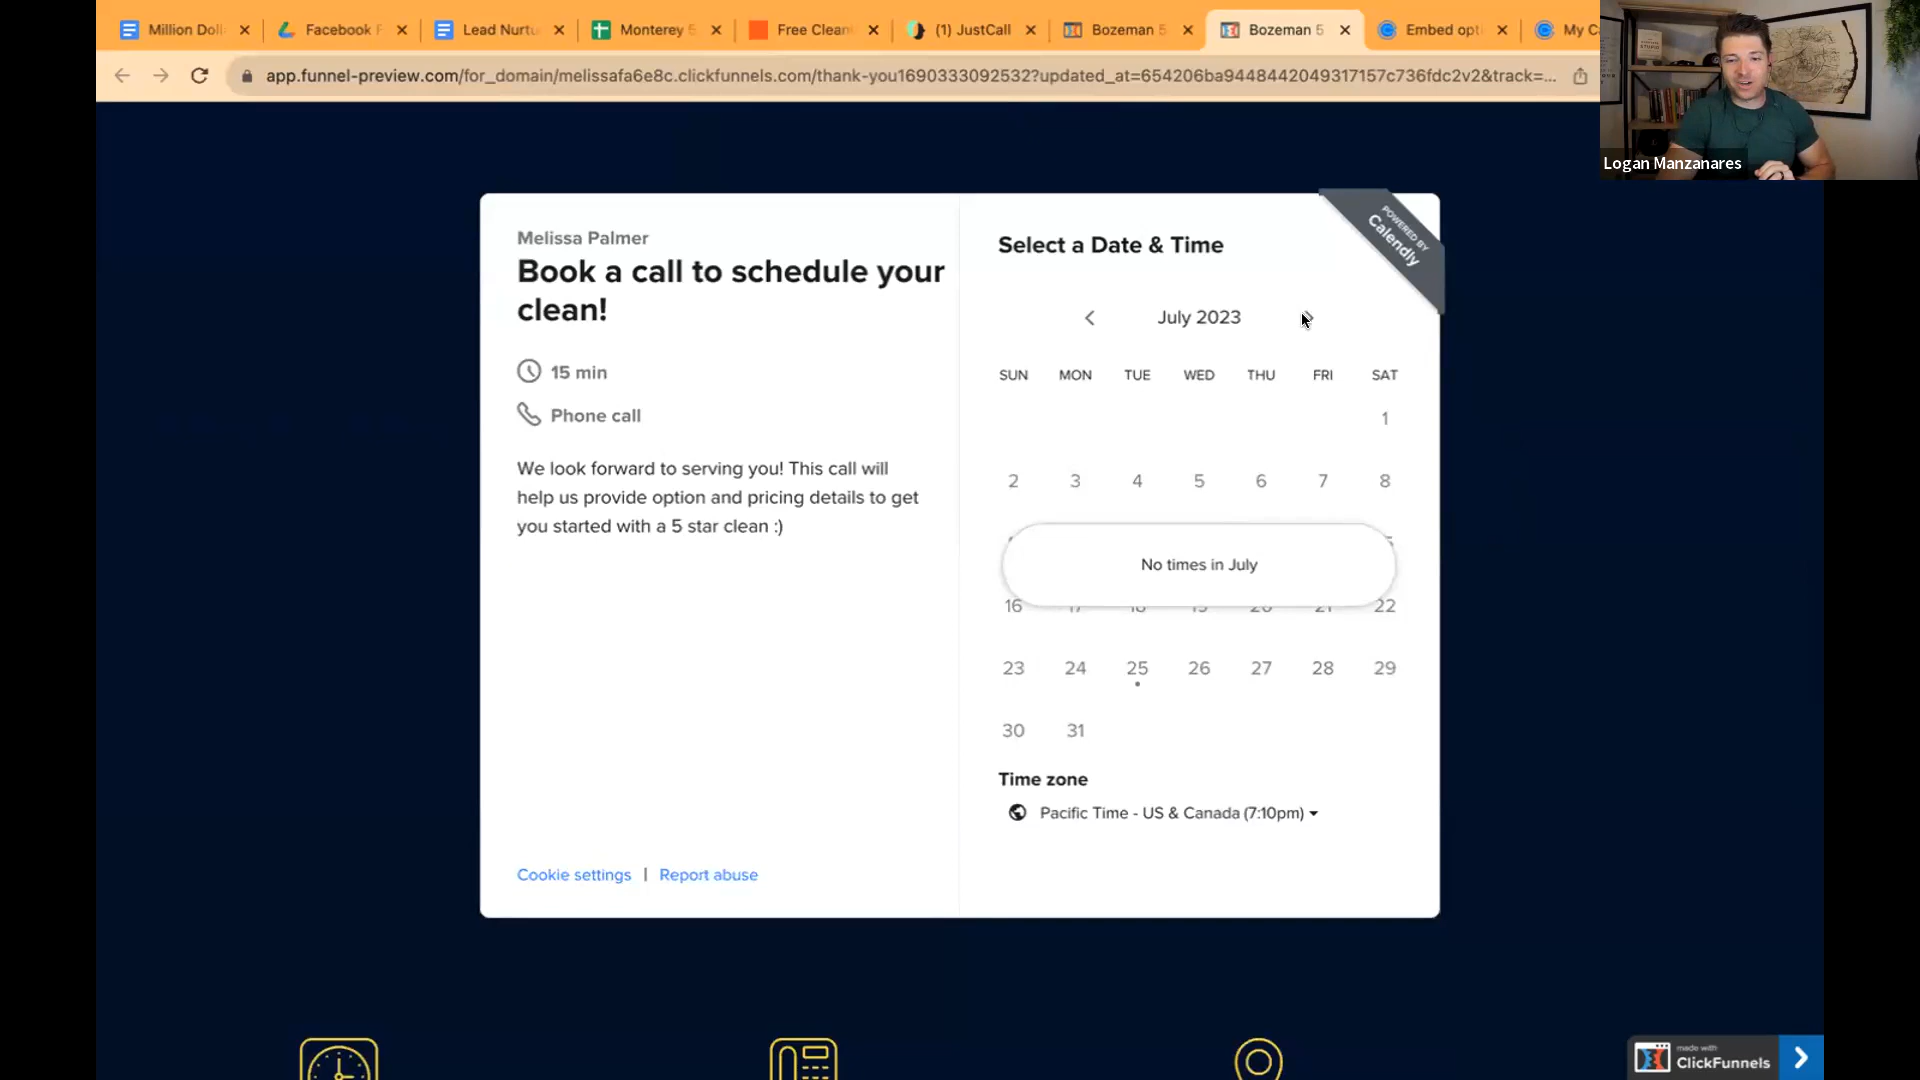 Million Doll
Facebook F
Lead Nurtu
Monterey 5
Free Clean
(1) JustCall
Bozeman 5
Bozeman 5
Embed opt
My C
app.funnel-preview.com/for_domain/melissafa6e8c.clickfunnels.com/thank-you1690333092532?updated_at=654206ba9448442049317157c736fdc2v2&track=...
Logan Manzanares
Melissa Palmer
Book a call to schedule your
clean!
15 min
Phone call
We look forward to serving you! This call will
help us provide option and pricing details to get
you started with a 5 star clean :)
Cookie settings | Report abuse
POWERED BY
Calendly
Select a Date & Time
July 2023
SUN MON TUE WED THU FRI SAT
1
2 3 4 5 6 7 8
No times in July
16 17 18 19 20 21 22
23 24 25 26 27 28 29
30 31
Time zone
Pacific Time - US & Canada (7:10pm)
made with
ClickFunnels